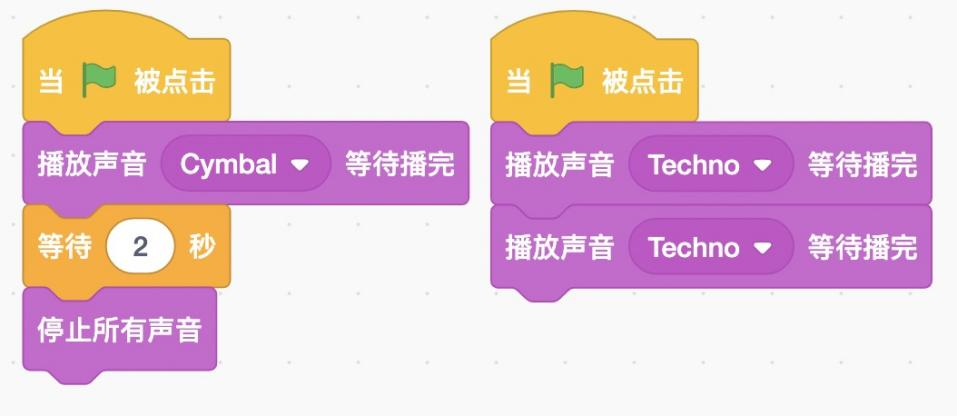 当 被点击
播放声音 Cymbal 等待播完
等待 2 秒
停止所有声音
当 被点击
播放声音 Techno 等待播完
播放声音 Techno 等待播完